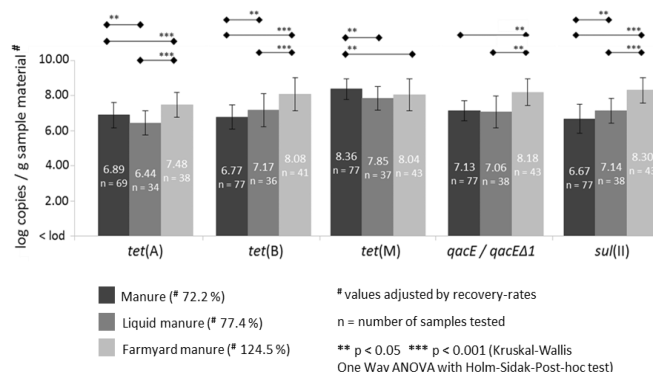 ** *** ***
** *** ***
** **
** **
** *** ***
log copies / g sample material#
10.00
8.00
6.00
4.00
2.00
< lod
6.89 n = 69
6.44 n = 34
7.48 n = 38
6.77 n = 77
7.17 n = 36
8.08 n = 41
8.36 n = 77
7.85 n = 37
8.04 n = 43
7.13 n = 77
7.06 n = 38
8.18 n = 43
6.67 n = 77
7.14 n = 38
8.30
tet(A)
tet(B)
tet(M)
qacE / qacEΔ1
sul(II)
Manure (# 72.2 %)
Liquid manure (# 77.4 %)
Farmyard manure (# 124.5 %)
# values adjusted by recovery-rates
n = number of samples tested
** p < 0.05 *** p < 0.001 (Kruskal-Wallis
One Way ANOVA with Holm-Sidak-Post-hoc test)